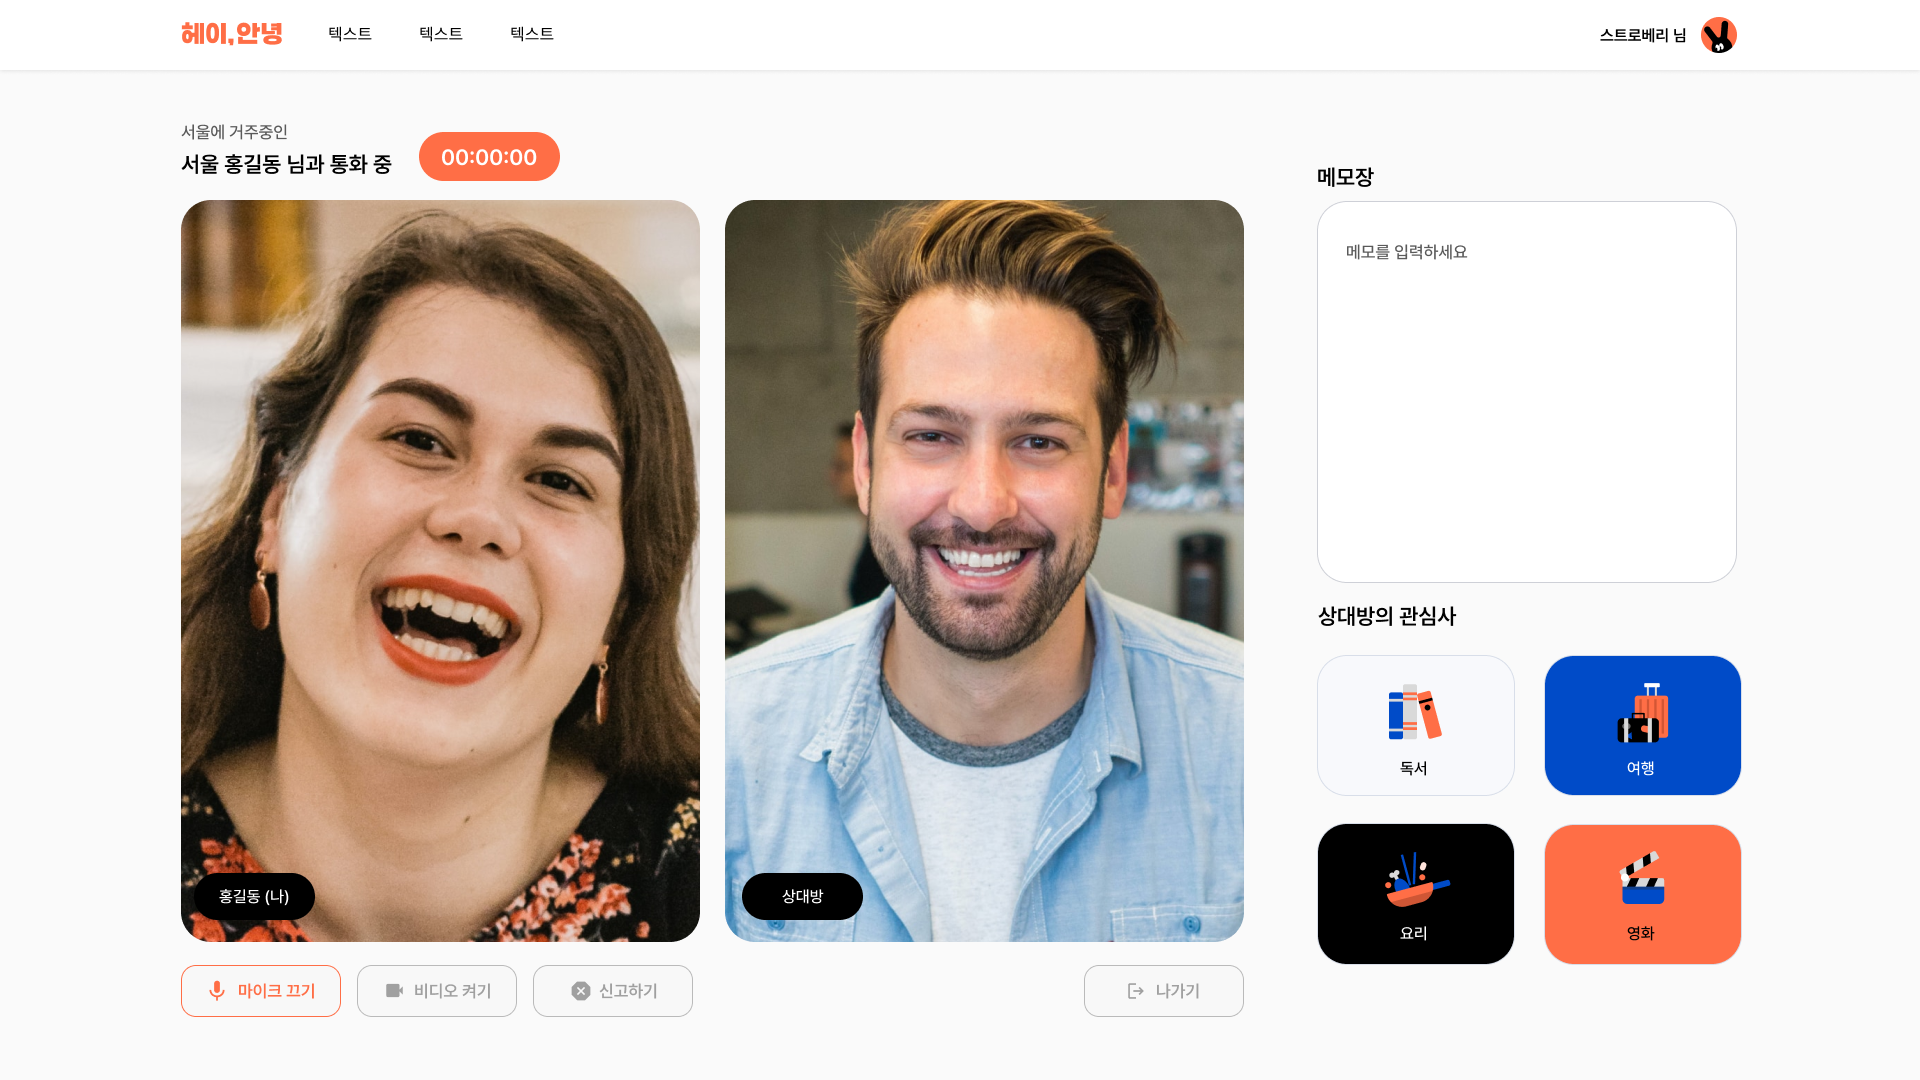 헤이,안녕
텍스트
텍스트
텍스트
스트로베리 님
서울에 거주중인
서울 홍길동 님과 통화 중
00:00:00
홍길동 (나)
상대방
마이크 끄기
비디오 켜기
신고하기
나가기
메모장
메모를 입력하세요
상대방의 관심사
독서
여행
요리
영화